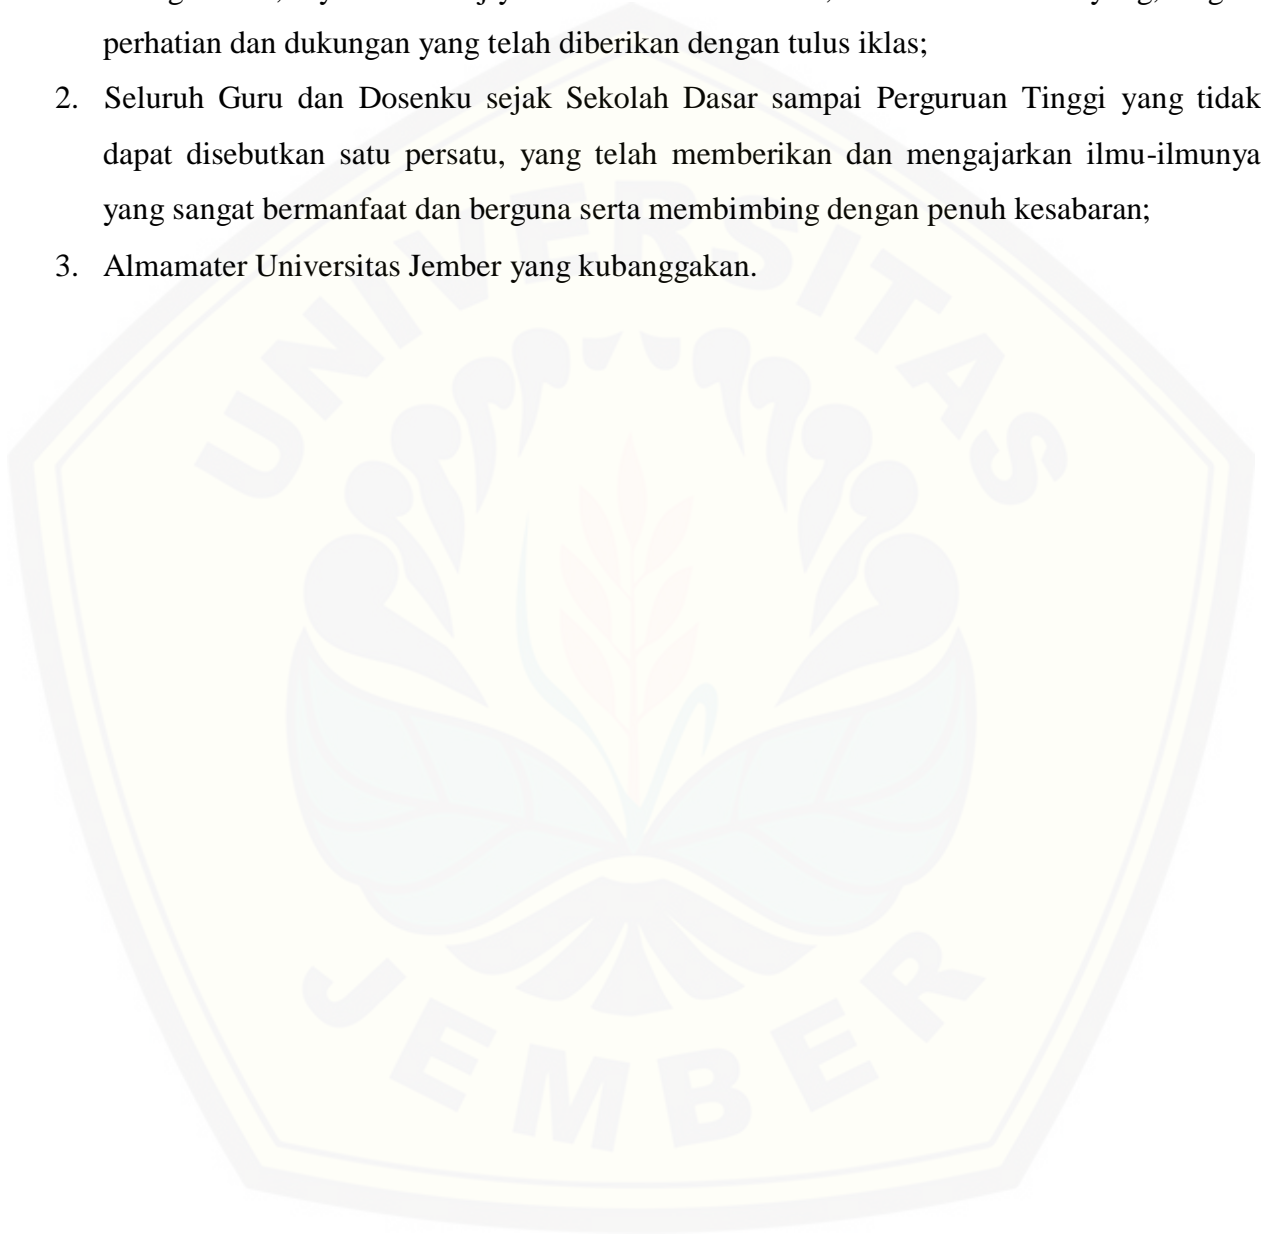 perhatian dan dukungan yang telah diberikan dengan tulus iklas;
2. Seluruh Guru dan Dosenku sejak Sekolah Dasar sampai Perguruan Tinggi yang tidak
dapat disebutkan satu persatu, yang telah memberikan dan mengajarkan ilmu-ilmunya
yang sangat bermanfaat dan berguna serta membimbing dengan penuh kesabaran;
3. Almamater Universitas Jember yang kubanggakan.
UNIVERSITAS
JEMBER